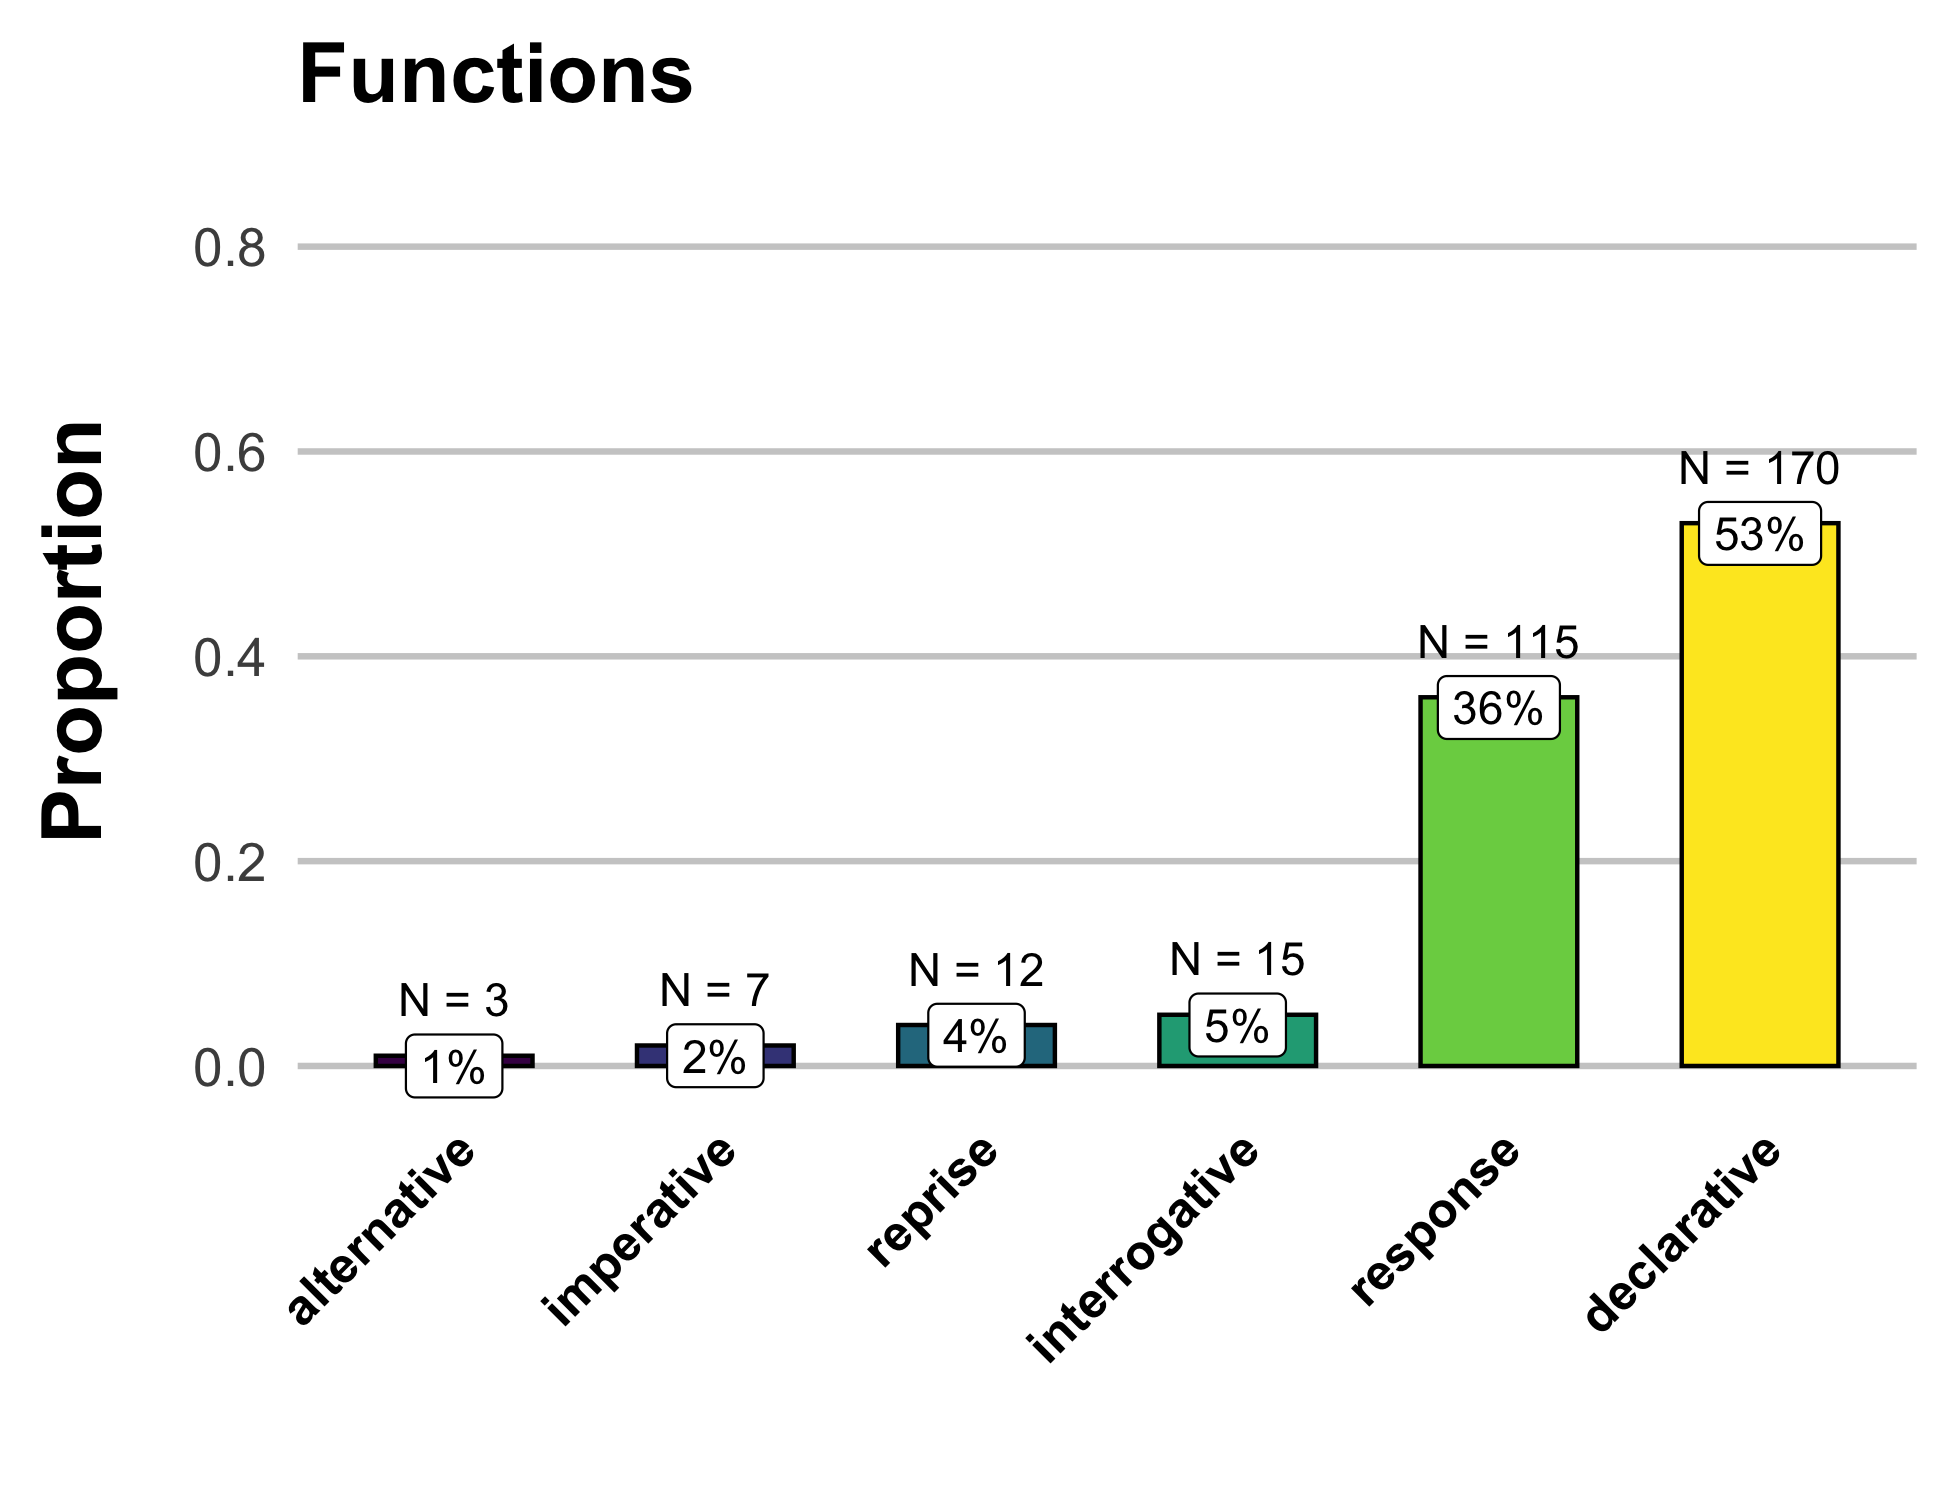 Functions
Proportion
0.8
0.6
0.4
0.2
0.0
N = 3
1%
N = 7
2%
N = 12
4%
N = 15
5%
N = 115
36%
N = 170
53%
alternative
imperative
reprise
interrogative
response
declarative